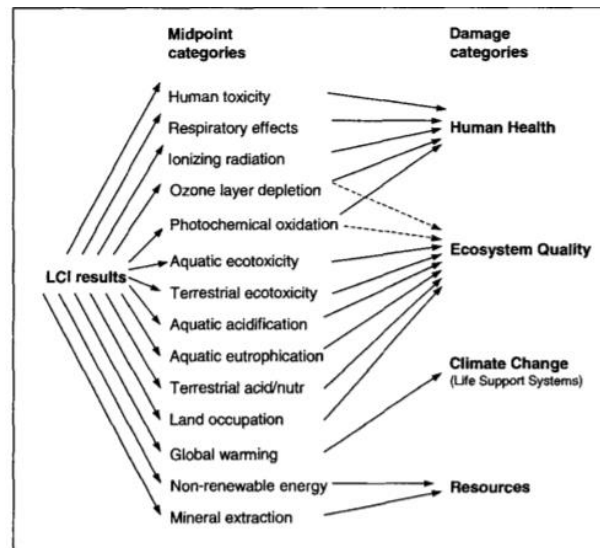 Midpoint
categories
Damage
categories
Human toxicity
Respiratory effects
Human Health
Ionizing radiation
Ozone layer depletion
Photochemical oxidation
Ecosystem Quality
Aquatic ecotoxicity
LCI results
Terrestrial ecotoxicity
Aquatic acidification
Aquatic eutrophication
Climate Change
(Life Support Systems)
Terrestrial acid/nutr
Land occupation
Global warming
Non-renewable energy
Resources
Mineral extraction